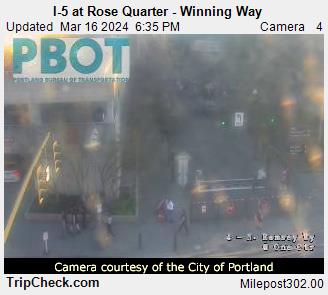 I-5 at Rose Quarter - Winning Way
Updated Mar 16 2024 6:35 PM Camera 4
PBOT
PORTLAND BUREAU OF TRANSPORTATION
Camera courtesy of the City of Portland
TripCheck.com Milepost302.00